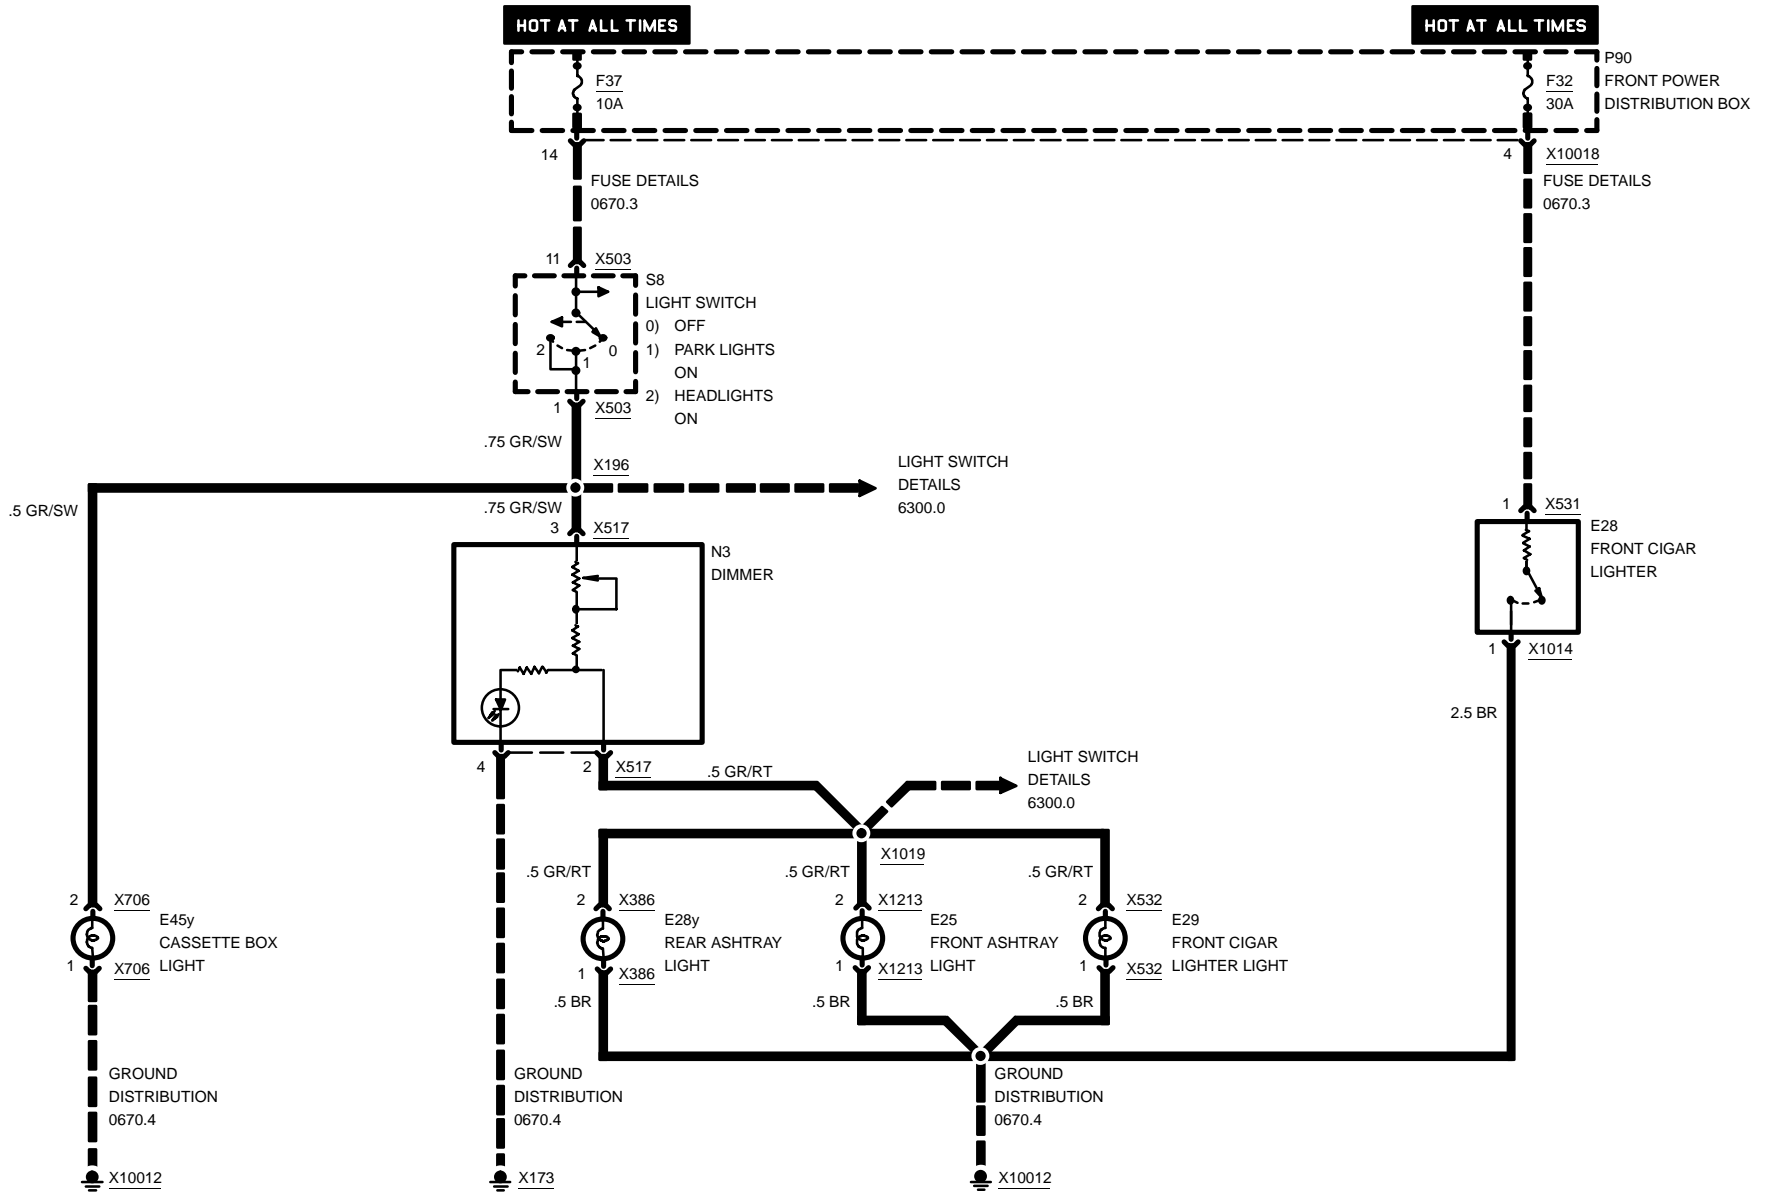 HOT AT ALL TIMES
HOT AT ALL TIMES
P90
FRONT POWER
DISTRIBUTION BOX
F37
10A
F32
30A
14
4
X10018
FUSE DETAILS
0670.3
FUSE DETAILS
0670.3
11
X503
S8
LIGHT SWITCH
0) OFF
1) PARK LIGHTS
ON
2) HEADLIGHTS
ON
2
1
0
1
X503
.75 GR/SW
X196
LIGHT SWITCH
DETAILS
6300.0
.5 GR/SW
.75 GR/SW
3
X517
N3
DIMMER
1
X531
E28
FRONT CIGAR
LIGHTER
1
X1014
2.5 BR
4
2
X517
.5 GR/RT
LIGHT SWITCH
DETAILS
6300.0
X1019
.5 GR/RT
.5 GR/RT
.5 GR/RT
2
X706
E45y
CASSETTE BOX
LIGHT
1
X706
2
X386
E28y
REAR ASHTRAY
LIGHT
1
X386
2
X1213
E25
FRONT ASHTRAY
LIGHT
1
X1213
2
X532
E29
FRONT CIGAR
LIGHTER LIGHT
1
X532
.5 BR
.5 BR
.5 BR
GROUND
DISTRIBUTION
0670.4
GROUND
DISTRIBUTION
0670.4
GROUND
DISTRIBUTION
0670.4
X10012
X173
X10012